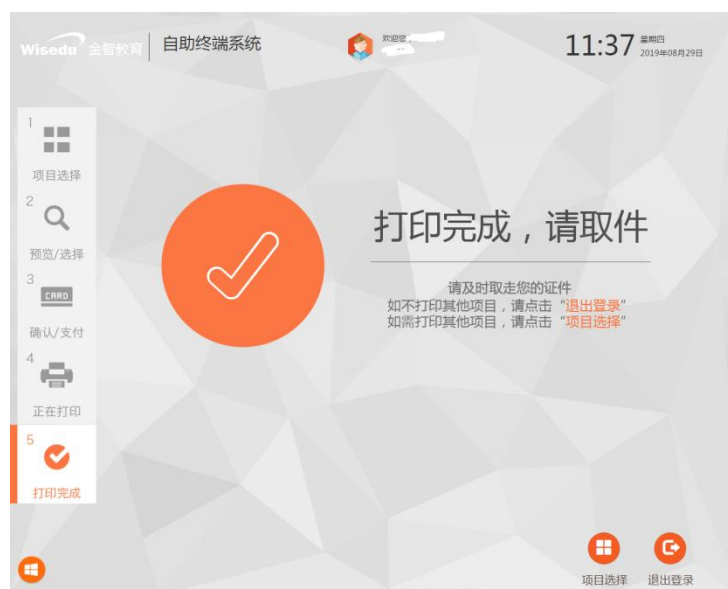 Wisedu 金智教育
自助终端系统
欢迎您
11:37
星期四
2019年08月29日
1
项目选择
2
预览/选择
3
CARD
确认/支付
4
正在打印
5
打印完成
打印完成，请取件
请及时取走您的证件
如不打印其他项目，请点击“退出登录”
如需打印其他项目，请点击“项目选择”
项目选择
退出登录